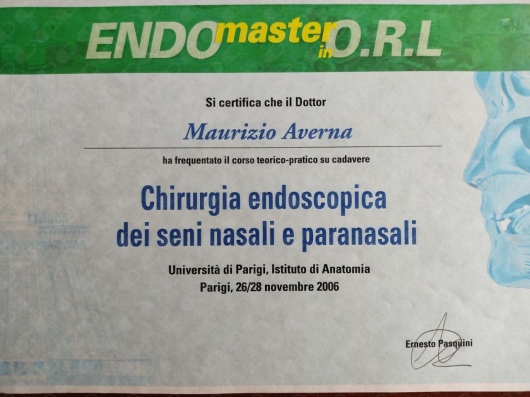 ENDOmaster in O.R.L
Si certifica che il Dottor
Maurizio Averna
ha frequentato il corso teorico-pratico su cadavere
Chirurgia endoscopica
dei seni nasali e paranasali
Università di Parigi, Istituto di Anatomia
Parigi, 26/28 novembre 2006
Ernesto Pasquini